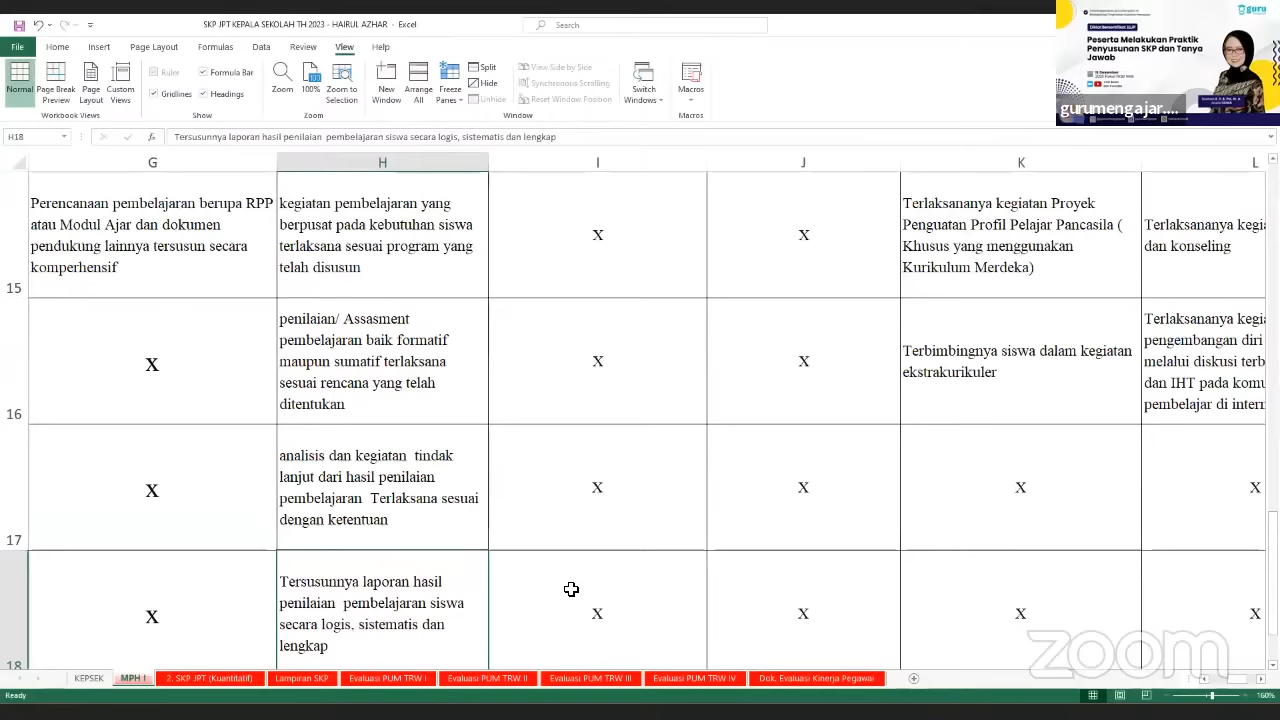 SKP JPT KEPALA SEKOLAH TH 2023 - HAIRUL AZHAR - Excel
Search
File Home Insert Page Layout Formulas Data Review View Help
Normal
Page Break Preview
Page Layout
Custom Views
Workbook Views
Ruler
Formula Bar
Gridlines
Headings
Show
Zoom
100%
Zoom to Selection
Zoom
New Window
Arrange All
Freeze Panes
Split
Hide
Unhide
View Side by Side
Synchronous Scrolling
Reset Window Position
Window
Switch Windows
Macros
Macros
guru
Peserta Melakukan Praktik
Penyusunan SKP dan Tanya
Jawab
gurumengajar....
H18
fx
Tersusunnya laporan hasil penilaian pembelajaran siswa secara logis, sistematis dan lengkap
G H I J K L
15
Perencanaan pembelajaran berupa RPP
atau Modul Ajar dan dokumen
pendukung lainnya tersusun secara
komperhensif
kegiatan pembelajaran yang
berpusat pada kebutuhan siswa
terlaksana sesuai program yang
telah disusun
X
X
Terlaksananya kegiatan Proyek
Penguatan Profil Pelajar Pancasila (
Khusus yang menggunakan
Kurikulum Merdeka)
Terlaksananya kegia
dan konseling
16
X
penilaian/ Assasment
pembelajaran baik formatif
maupun sumatif terlaksana
sesuai rencana yang telah
ditentukan
X
X
Terbimbingnya siswa dalam kegiatan
ekstrakurikuler
Terlaksananya kegia
pengembangan diri
melalui diskusi terb
dan IHT pada komu
pembelajar di intern
17
X
analisis dan kegiatan tindak
lanjut dari hasil penilaian
pembelajaran Terlaksana sesuai
dengan ketentuan
X
X
X
X
18
X
Tersusunnya laporan hasil
penilaian pembelajaran siswa
secara logis, sistematis dan
lengkap
X
X
X
X
zoom
KEPSEK
MPH I
2. SKP JPT (Kuantitatif)
Lampiran SKP
Evaluasi PUM TRW I
Evaluasi PUM TRW II
Evaluasi PUM TRW III
Evaluasi PUM TRW IV
Dok. Evaluasi Kinerja Pegawai
Ready
160%